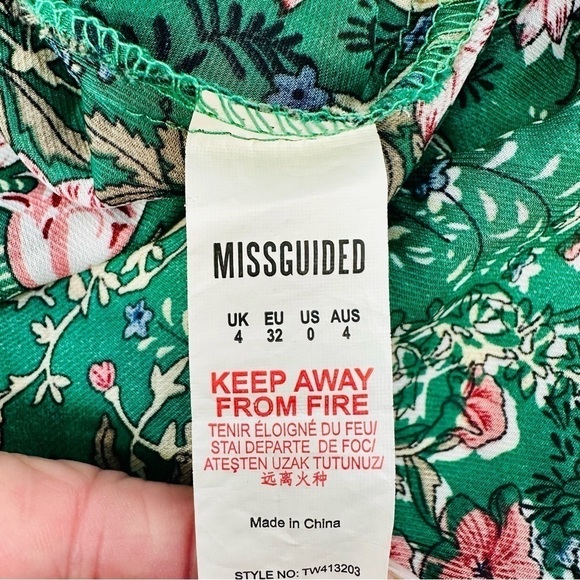 MISSGUIDED
UK EU US AUS
4 32 0 4
KEEP AWAY
FROM FIRE
TENIR ÉLOIGNÉ DU FEU/
STAI DEPARTE DE FOC/
ATEŞTEN UZAK TUTUNUZ/
远离火种
Made in China
STYLE NO: TW413203